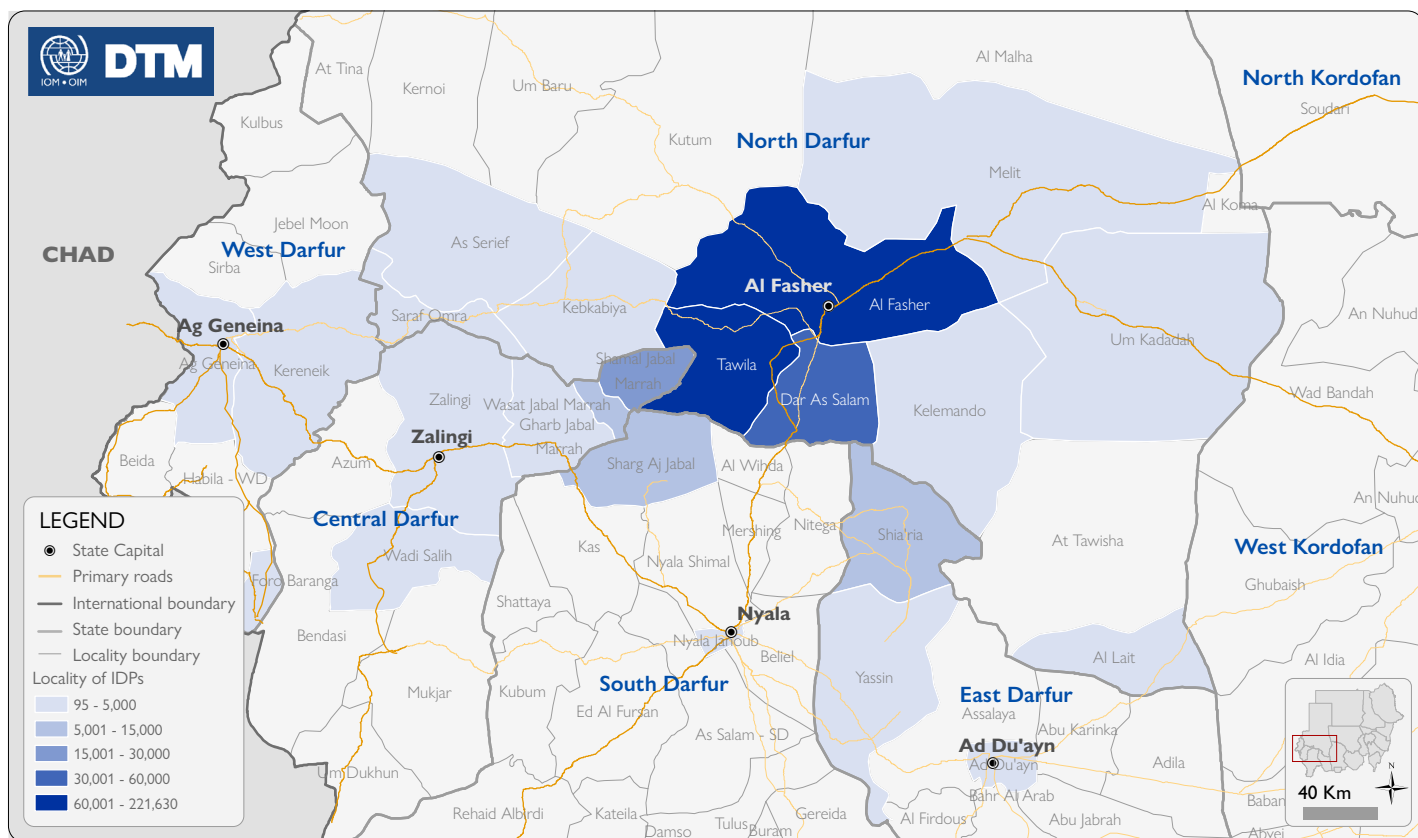 IOM • OIM
DTM
At Tina
Kernoi
Um Baru
Al Malha
North Kordofan
Soudari
Kulbus
Kutum
North Darfur
Melit
Al Koma
Jebel Moon
As Serief
CHAD
West Darfur
Sirba
Al Fasher
Al Fasher
Kebkabiya
Saraf Omra
An Nuhud
Ag Geneina
Um Kadadah
Ag Geneina
Kereneik
Shamal Jabal
Marrah
Tawila
Dar As Salam
Wad Bandah
Zalingi
Wasat Jabal Marrah
Kelemando
Gharb Jabal
Marrah
Zalingi
Beida
Azum
Sharg Aj Jabal
Al Wihda
Habila - WD
An Nuhud
LEGEND
State Capital
Primary roads
International boundary
State boundary
Locality boundary
Locality of IDPs
95 - 5,000
5,001 - 15,000
15,001 - 30,000
30,001 - 60,000
60,001 - 221,630
Central Darfur
Mershing
Nitega
Shia'ria
At Tawisha
West Kordofan
Kas
Wadi Salih
Nyala Shimal
Foro Baranga
Ghubaish
Shattaya
Nyala
Bendasi
Nyala Janoub
Beliel
Al Lait
Al Idia
Yassin
South Darfur
East Darfur
Mukjar
Kubum
Ed Al Fursan
Assalaya
Abu Karinka
As Salam - SD
Ad Du'ayn
Ad Du'ayn
Adila
Um Dukhun
Bahr Al Arab
N
40 Km
Baban
Rehaid Albirdi
Kateila
Tulus
Gereida
Al Firdous
Abu Jabrah
Damso
Buram
Abyei